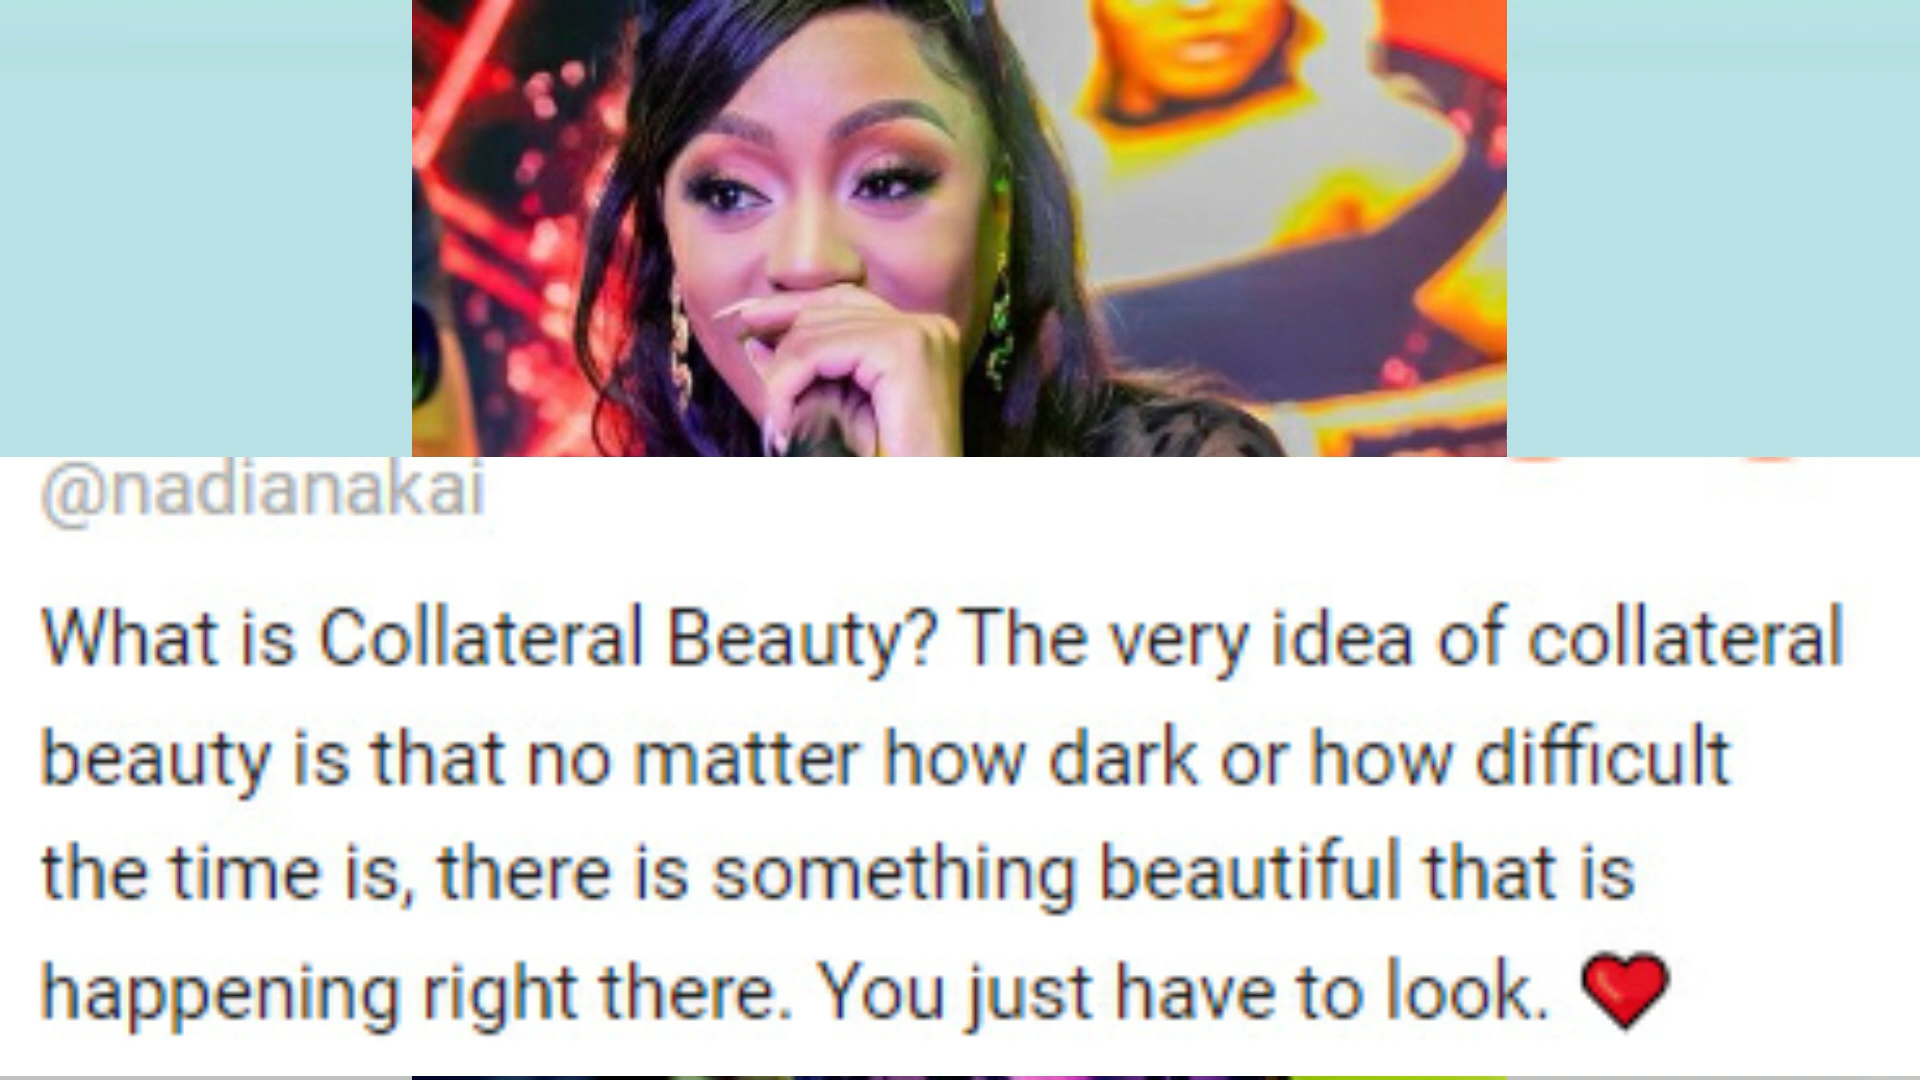 @nadianakai
What is Collateral Beauty? The very idea of collateral
beauty is that no matter how dark or how difficult
the time is, there is something beautiful that is
happening right there. You just have to look. ❤️